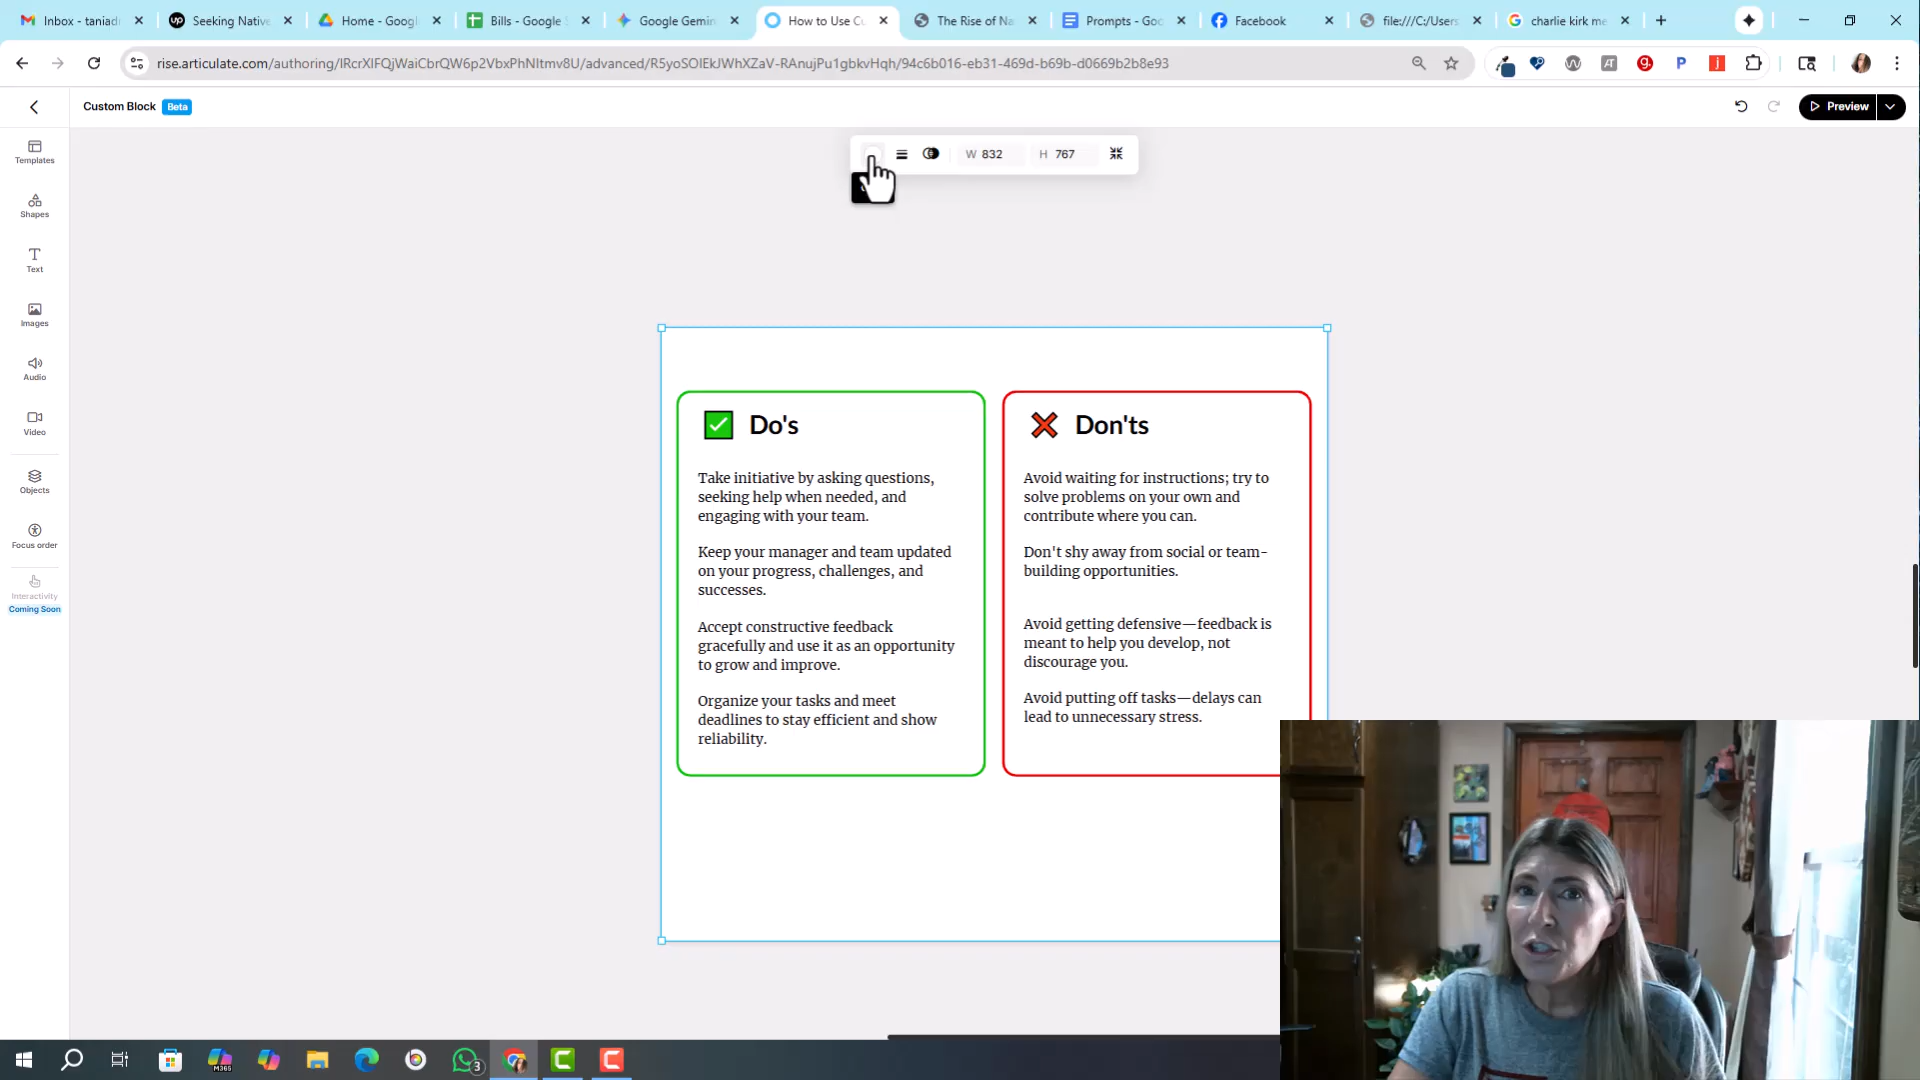 Inbox - taniadr
Seeking Native
Home - Googl
Bills - Google S
Google Gemin
How to Use Cu
The Rise of Na
Prompts - Goo
Facebook
file:///C:/Users
charlie kirk me
rise.articulate.com/authoring/IRcrXlFQjWaiCbrQW6p2VbxPhNItmv8U/advanced/R5yoSOlEkJWhXZaV-RAnujPu1gbkvHqh/94c6b016-eb31-469d-b69b-d0669b2b8e93
Custom Block Beta
Preview
W 832 H 767
Templates
Shapes
Text
Images
Audio
Video
Objects
Focus order
Interactivity
Coming Soon
Do's
Take initiative by asking questions,
seeking help when needed, and
engaging with your team.
Keep your manager and team updated
on your progress, challenges, and
successes.
Accept constructive feedback
gracefully and use it as an opportunity
to grow and improve.
Organize your tasks and meet
deadlines to stay efficient and show
reliability.
Don'ts
Avoid waiting for instructions; try to
solve problems on your own and
contribute where you can.
Don't shy away from social or team-
building opportunities.
Avoid getting defensive—feedback is
meant to help you develop, not
discourage you.
Avoid putting off tasks—delays can
lead to unnecessary stress.
M365
3